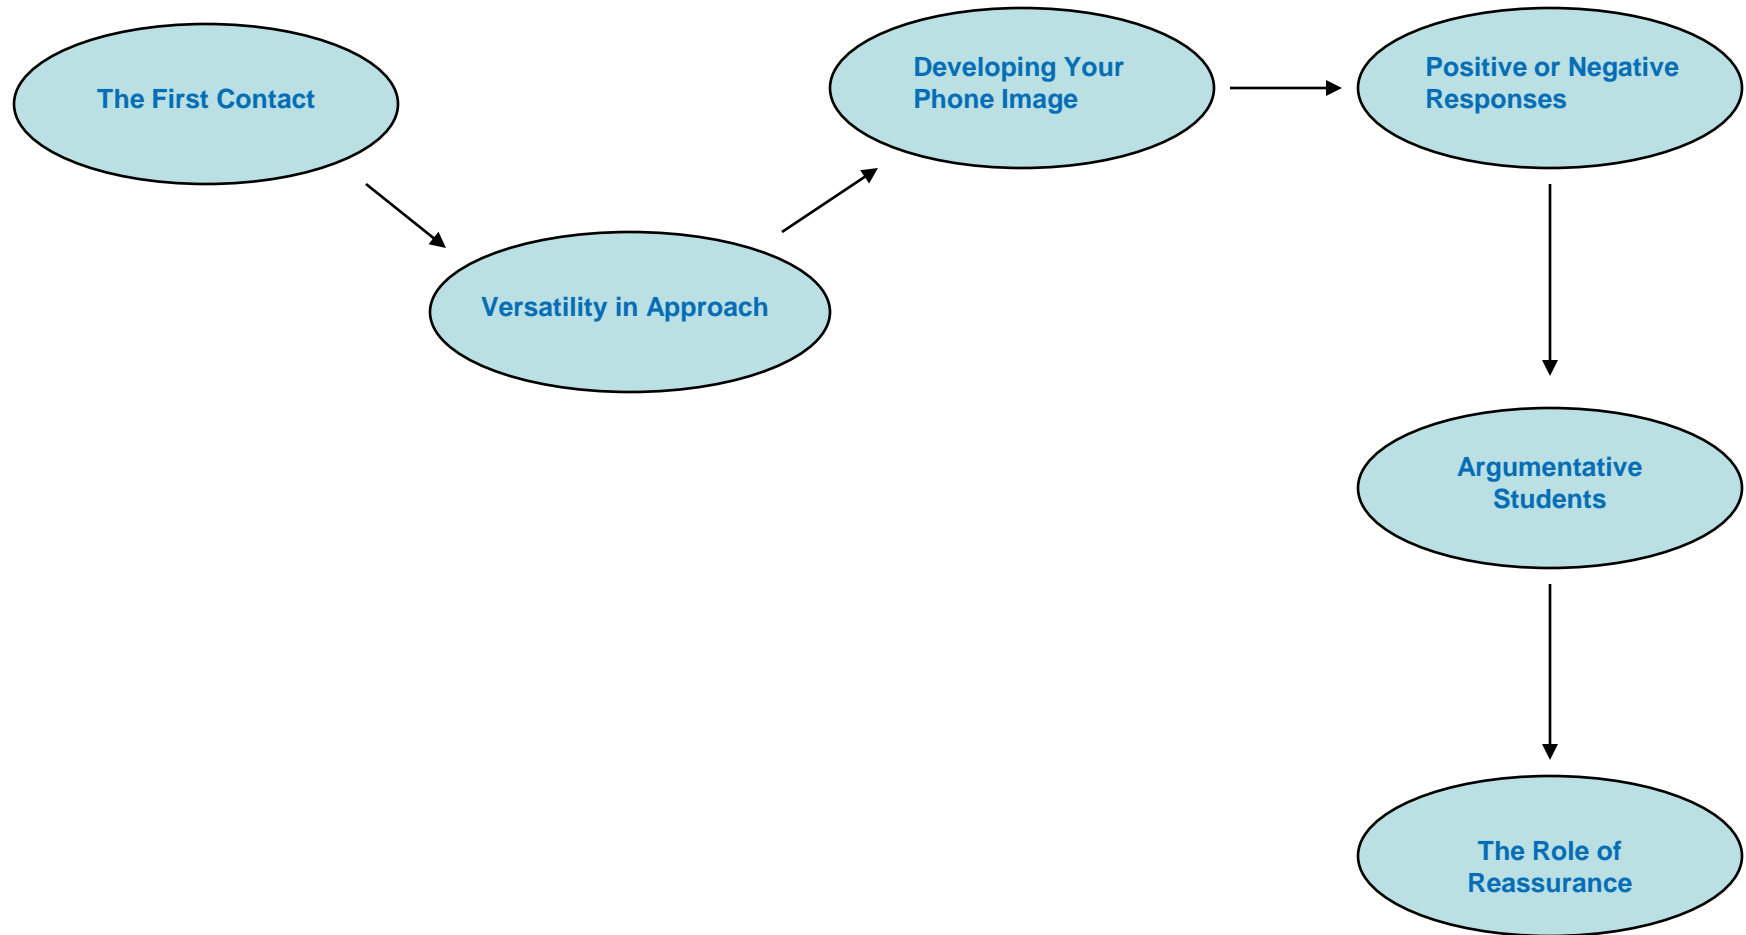 The First Contact
Versatility in Approach
Developing Your
Phone Image
Positive or Negative
Responses
Argumentative
Students
The Role of
Reassurance